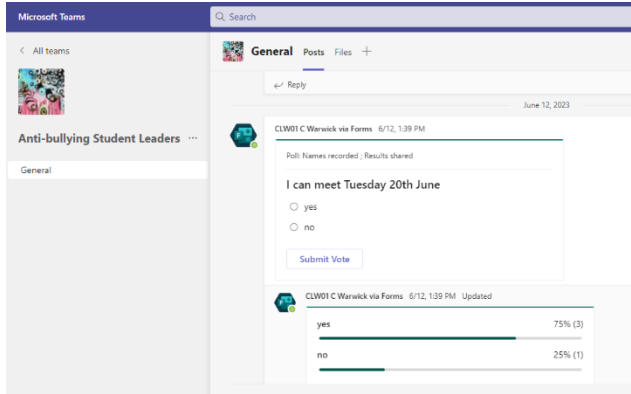 Microsoft Teams
Search
All teams
General Posts Files
Reply
June 12, 2023
Anti-bullying Student Leaders ...
General
CLW01 C Warwick via Forms 6/12, 1:39 PM
Poll: Names recorded ; Results shared
I can meet Tuesday 20th June
yes
no
Submit Vote
CLW01 C Warwick via Forms 6/12, 1:39 PM Updated
yes 75% (3)
no 25% (1)